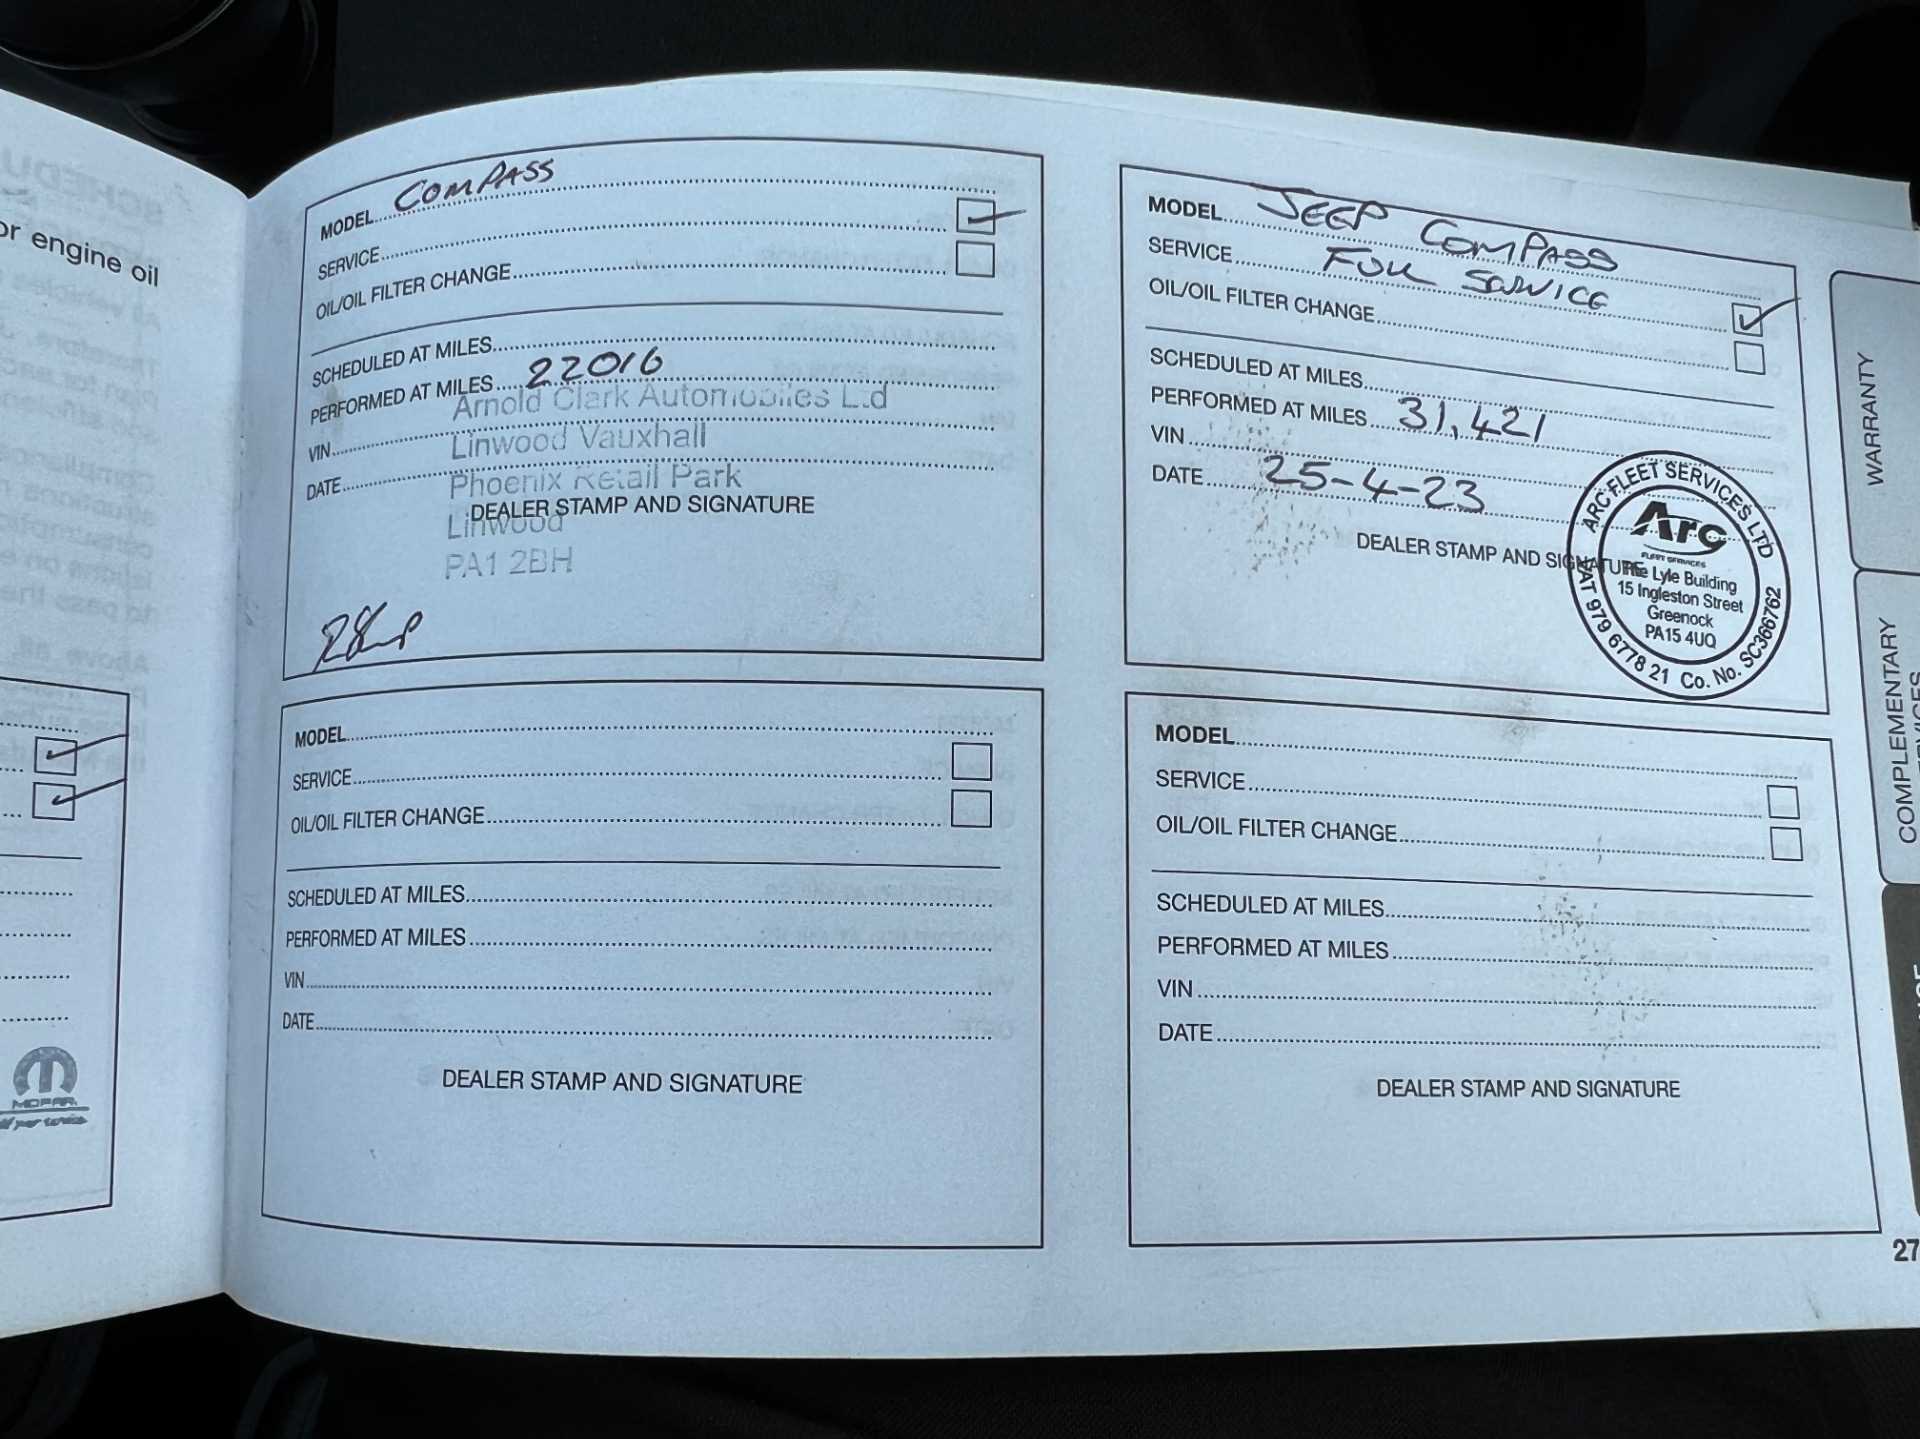 or engine oil
MOPAR
MODEL COMPASS
SERVICE
OIL/OIL FILTER CHANGE
SCHEDULED AT MILES
PERFORMED AT MILES 22016
Arnold Clark Automobiles Ltd
VIN
Linwood Vauxhall
DATE
Phoenix Retail Park
DEALER STAMP AND SIGNATURE
Linwood
PA1 2BH
MODEL JEEP COMPASS
SERVICE FULL SERVICE
OIL/OIL FILTER CHANGE
SCHEDULED AT MILES
PERFORMED AT MILES 31,421
VIN
DATE 25-4-23
DEALER STAMP AND SIGNATURE
ARC FLEET SERVICES LTD
Arc
FLEET SERVICES
The Lyle Building
15 Ingleston Street
Greenock
PA15 4UQ
VAT 979 6778 21 Co. No. SC366762
MODEL
SERVICE
OIL/OIL FILTER CHANGE
SCHEDULED AT MILES
PERFORMED AT MILES
VIN
DATE
DEALER STAMP AND SIGNATURE
MODEL
SERVICE
OIL/OIL FILTER CHANGE
SCHEDULED AT MILES
PERFORMED AT MILES
VIN
DATE
DEALER STAMP AND SIGNATURE
WARRANTY
COMPLEMENTARY
27